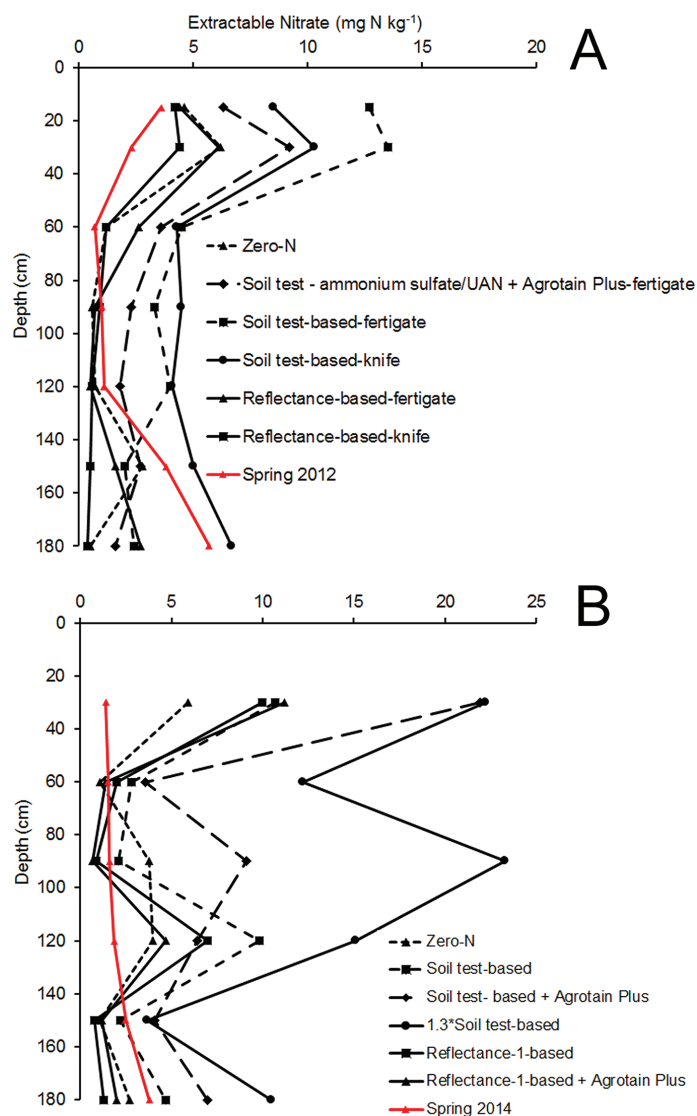 Extractable Nitrate (mg N kg⁻¹)
0 5 10 15 20
A
0
20
40
60
80
100
120
140
160
180
Depth (cm)
Zero-N
Soil test - ammonium sulfate/UAN + Agrotain Plus-fertigate
Soil test-based-fertigate
Soil test-based-knife
Reflectance-based-fertigate
Reflectance-based-knife
Spring 2012
0 5 10 15 20 25
B
0
20
40
60
80
100
120
140
160
180
Depth (cm)
Zero-N
Soil test-based
Soil test- based + Agrotain Plus
1.3*Soil test-based
Reflectance-1-based
Reflectance-1-based + Agrotain Plus
Spring 2014